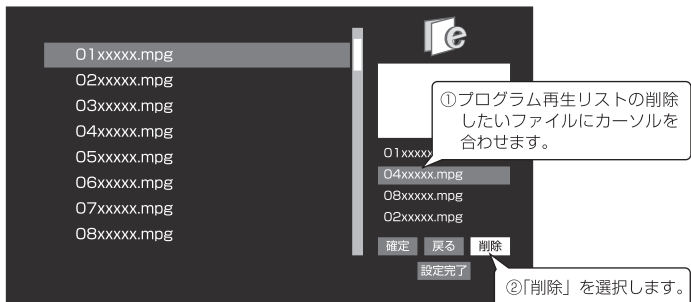 01xxxxx.mpg
02xxxxx.mpg
03xxxxx.mpg
04xxxxx.mpg
05xxxxx.mpg
06xxxxx.mpg
07xxxxx.mpg
08xxxxx.mpg
e
①プログラム再生リストの削除
したいファイルにカーソルを
合わせます。
01xxxx
04xxxxx.mpg
08xxxxx.mpg
02xxxxx.mpg
確定 戻る 削除
設定完了
②「削除」を選択します。